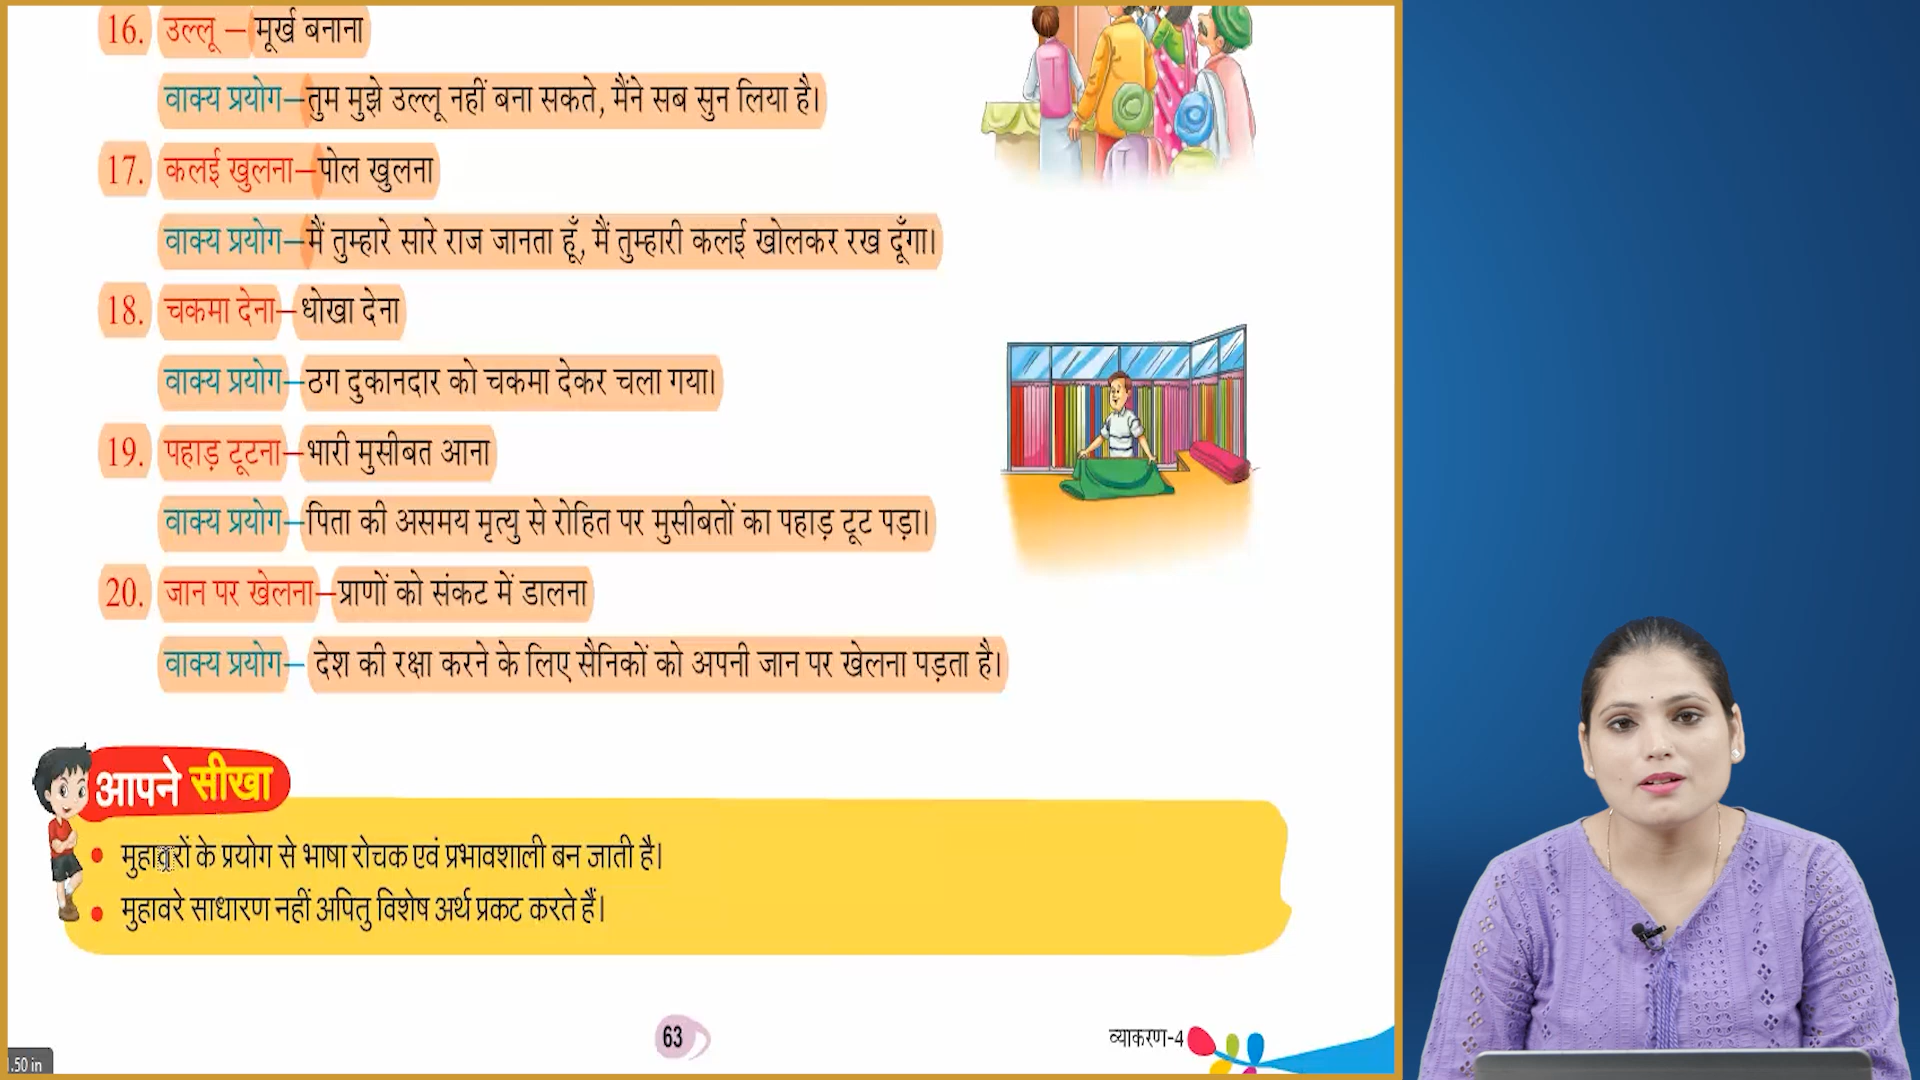 16. उल्लू – मूर्ख बनाना
वाक्य प्रयोग–तुम मुझे उल्लू नहीं बना सकते, मैंने सब सुन लिया है।
17. कलई खुलना–पोल खुलना
वाक्य प्रयोग–मैं तुम्हारे सारे राज जानता हूँ, मैं तुम्हारी कलई खोलकर रख दूँगा।
18. चकमा देना–धोखा देना
वाक्य प्रयोग–ठग दुकानदार को चकमा देकर चला गया।
19. पहाड़ टूटना–भारी मुसीबत आना
वाक्य प्रयोग–पिता की असमय मृत्यु से रोहित पर मुसीबतों का पहाड़ टूट पड़ा।
20. जान पर खेलना–प्राणों को संकट में डालना
वाक्य प्रयोग– देश की रक्षा करने के लिए सैनिकों को अपनी जान पर खेलना पड़ता है।
आपने सीखा
• मुहावरों के प्रयोग से भाषा रोचक एवं प्रभावशाली बन जाती है।
• मुहावरे साधारण नहीं अपितु विशेष अर्थ प्रकट करते हैं।
63
व्याकरण-4
.50 in